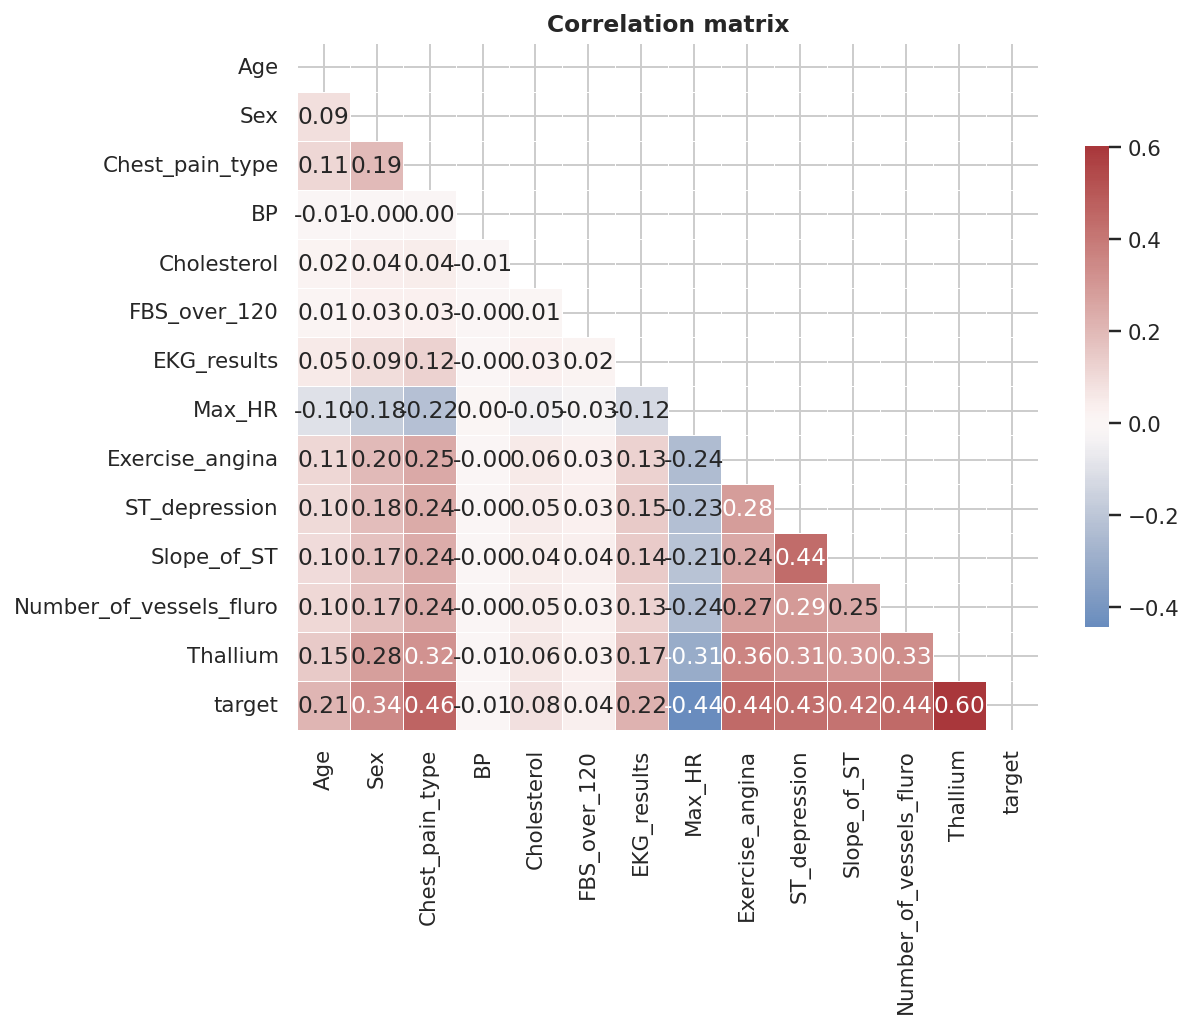 Correlation matrix
Age
Sex 0.09
Chest_pain_type 0.11 0.19
BP -0.01 -0.00 0.00
Cholesterol 0.02 0.04 0.04 -0.01
FBS_over_120 0.01 0.03 0.03 -0.00 0.01
EKG_results 0.05 0.09 0.12 -0.00 0.03 0.02
Max_HR -0.10 -0.18 -0.22 0.00 -0.05 -0.03 -0.12
Exercise_angina 0.11 0.20 0.25 -0.00 0.06 0.03 0.13 -0.24
ST_depression 0.10 0.18 0.24 -0.00 0.05 0.03 0.15 -0.23 0.28
Slope_of_ST 0.10 0.17 0.24 -0.00 0.04 0.04 0.14 -0.21 0.24 0.44
Number_of_vessels_fluro 0.10 0.17 0.24 -0.00 0.05 0.03 0.13 -0.24 0.27 0.29 0.25
Thallium 0.15 0.28 0.32 -0.01 0.06 0.03 0.17 -0.31 0.36 0.31 0.30 0.33
target 0.21 0.34 0.46 -0.01 0.08 0.04 0.22 -0.44 0.44 0.43 0.42 0.44 0.60
Age
Sex
Chest_pain_type
BP
Cholesterol
FBS_over_120
EKG_results
Max_HR
Exercise_angina
ST_depression
Slope_of_ST
Number_of_vessels_fluro
Thallium
target
0.6
0.4
0.2
0.0
−0.2
−0.4